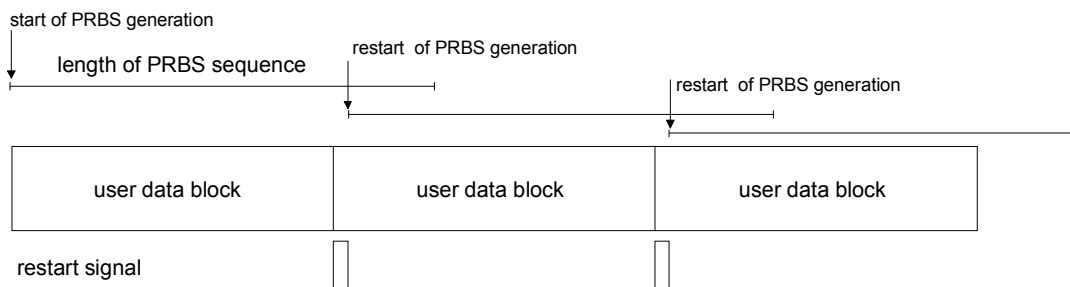 start of PRBS generation
restart  of PRBS generation
length of PRBS sequence
restart  of PRBS generation
user data block
user data block
user data block
restart signal